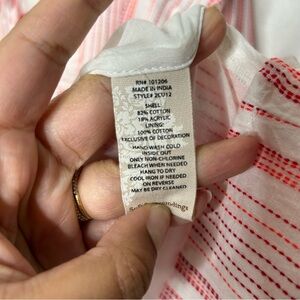 RN# 101206
MADE IN INDIA
STYLE# 2CU12
SHELL:
82% COTTON
18% ACRYLIC
LINING:
100% COTTON
EXCLUSIVE OF DECORATION
HAND WASH COLD
INSIDE OUT
ONLY NON-CHLORINE
BLEACH WHEN NEEDED
HANG TO DRY
COOL IRON IF NEEDED
ON REVERSE
MAY BE DRY CLEANED